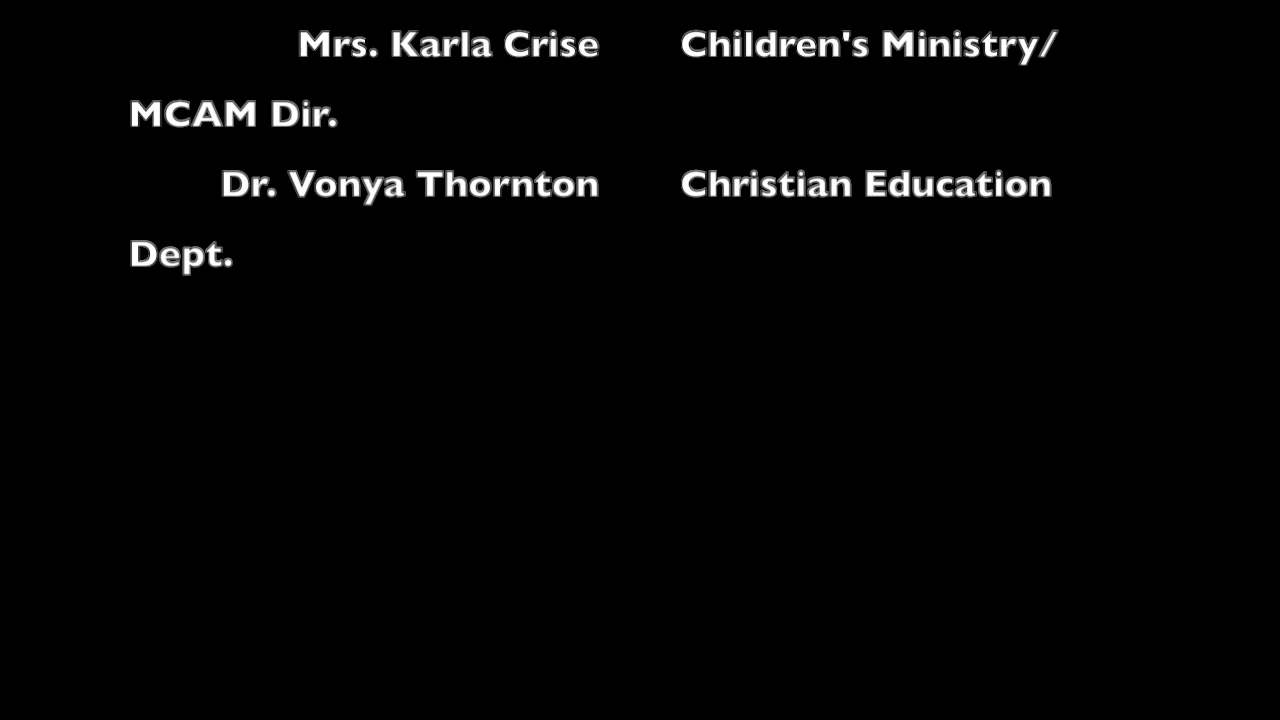 Mrs. Karla Crise Children's Ministry/
MCAM Dir.
Dr. Vonya Thornton Christian Education
Dept.